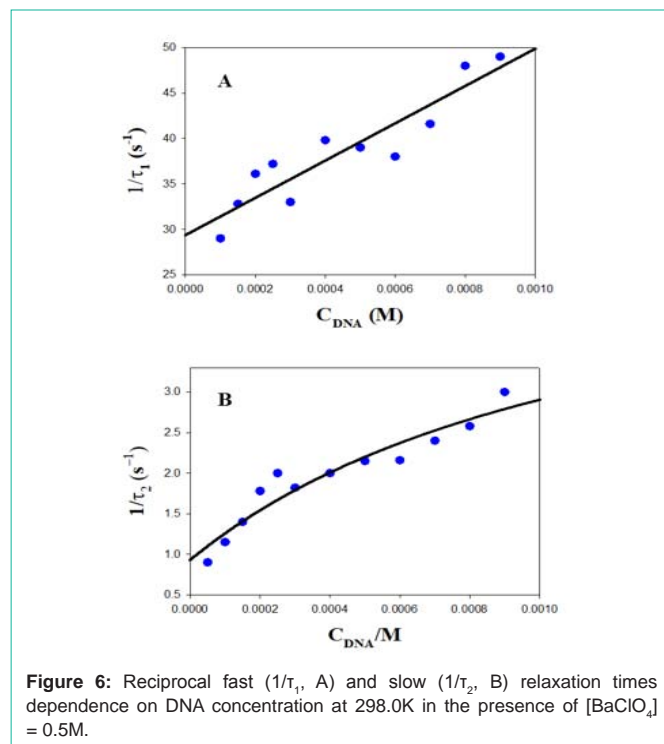 50
45
40
35
30
25
A
1/τ₁ (s⁻¹)
0.0000 0.0002 0.0004 0.0006 0.0008 0.0010
C_DNA (M)
3.0
2.5
2.0
1.5
1.0
0.5
B
1/τ₂ (s⁻¹)
0.0000 0.0002 0.0004 0.0006 0.0008 0.0010
C_DNA/M
Figure 6: Reciprocal fast (1/τ₁, A) and slow (1/τ₂, B) relaxation times
dependence on DNA concentration at 298.0K in the presence of [BaClO₄]
= 0.5M.